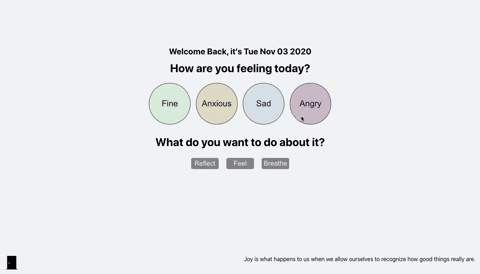 Welcome Back, it's Tue Nov 03 2020
How are you feeling today?
Fine Anxious Sad Angry
What do you want to do about it?
Reflect Feel Breathe
Joy is what happens to us when we allow ourselves to recognize how good things really are.